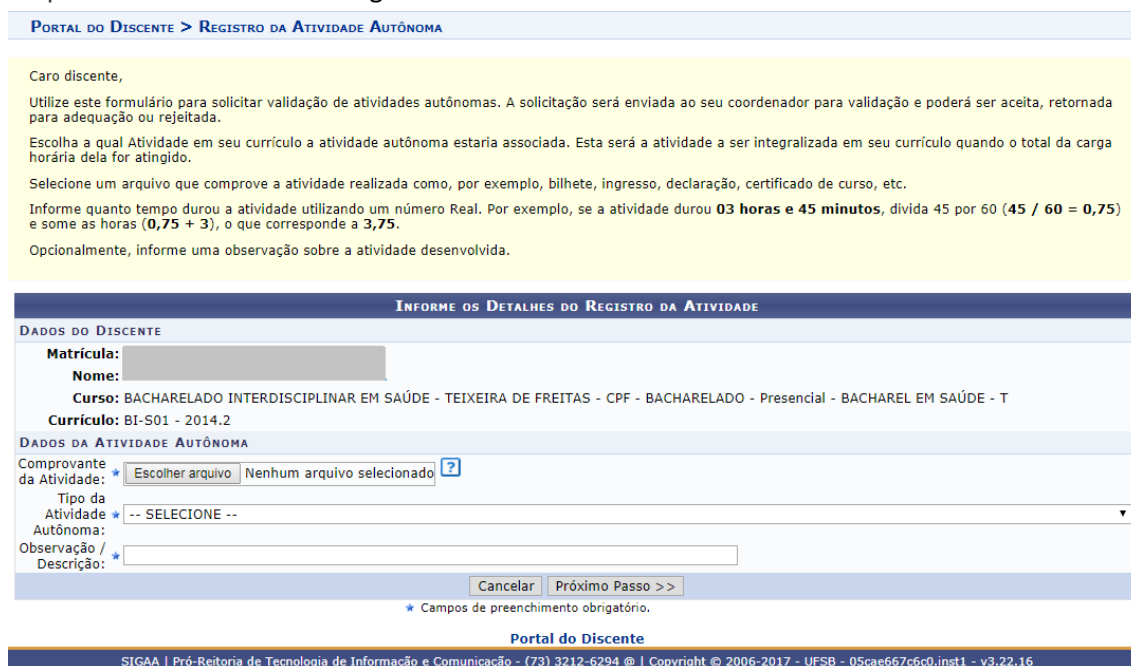 Portal do Discente > Registro da Atividade Autônoma
Caro discente,
Utilize este formulário para solicitar validação de atividades autônomas. A solicitação será enviada ao seu coordenador para validação e poderá ser aceita, retornada
para adequação ou rejeitada.
Escolha a qual Atividade em seu currículo a atividade autônoma estaria associada. Esta será a atividade a ser integralizada em seu currículo quando o total da carga
horária dela for atingido.
Selecione um arquivo que comprove a atividade realizada como, por exemplo, bilhete, ingresso, declaração, certificado de curso, etc.
Informe quanto tempo durou a atividade utilizando um número Real. Por exemplo, se a atividade durou 03 horas e 45 minutos, divida 45 por 60 (45 / 60 = 0,75)
e some as horas (0,75 + 3), o que corresponde a 3,75.
Opcionalmente, informe uma observação sobre a atividade desenvolvida.
Informe os Detalhes do Registro da Atividade
Dados do Discente
Matrícula:
Nome:
Curso: BACHARELADO INTERDISCIPLINAR EM SAÚDE - TEIXEIRA DE FREITAS - CPF - BACHARELADO - Presencial - BACHAREL EM SAÚDE - T
Currículo: BI-S01 - 2014.2
Dados da Atividade Autônoma
Comprovante
da Atividade: Escolher arquivo Nenhum arquivo selecionado ?
Tipo da
Atividade -- SELECIONE --
Autônoma:
Observação /
Descrição:
Cancelar Próximo Passo >>
Campos de preenchimento obrigatório.
Portal do Discente
SIGAA | Pró-Reitoria de Tecnologia de Informação e Comunicação - (73) 3212-6294 @ | Copyright © 2006-2017 - UFSB - 05cae667c6c0.inst1 - v3.22.16